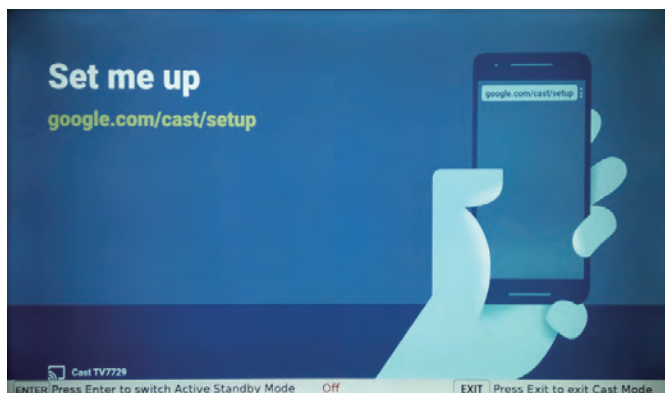 Set me up
google.com/cast/setup
google.com/cast/setup
Cast TV7729
ENTER Press Enter to switch Active Standby Mode Off
EXIT Press Exit to exit Cast Mode